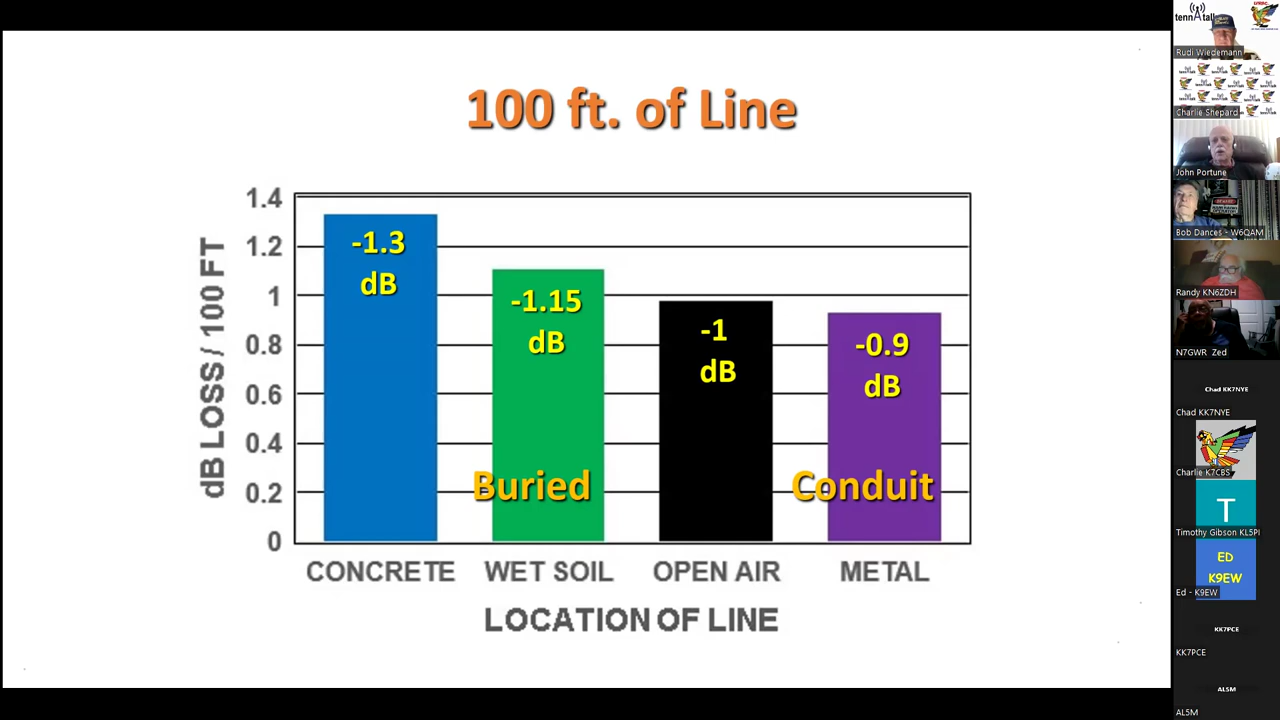 100 ft. of Line
dB LOSS / 100 FT
1.4
1.2
1
0.8
0.6
0.4
0.2
0
-1.3
dB
-1.15
dB
-1
dB
-0.9
dB
Buried
Conduit
CONCRETE
WET SOIL
OPEN AIR
METAL
LOCATION OF LINE
tennAtalk
Rudi Wiedemann
Charlie Shepard
John Portune
Bob Dances - W6QAM
Randy KN6ZDH
N7GWR Zed
Chad KK7NYE
Chad KK7NYE
Charlie K7CBS
T
Timothy Gibson KL5PI
ED
K9EW
Ed - K9EW
KK7PCE
KK7PCE
AL5M
AL5M